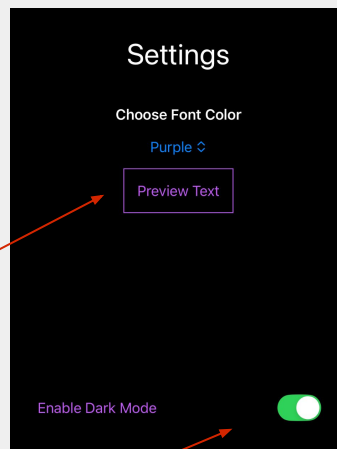 Settings
Choose Font Color
Purple
Preview Text
Enable Dark Mode